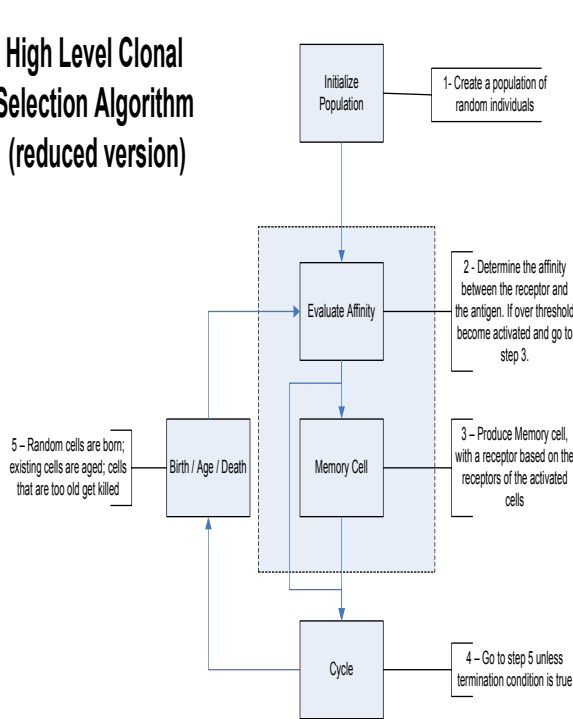 High Level Clonal
Selection Algorithm
(reduced version)
Initialize
Population
1- Create a population of
random individuals
Evaluate Affinity
2 - Determine the affinity
between the receptor and
the antigen. If over threshold
become activated and go to
step 3.
5 – Random cells are born;
existing cells are aged; cells
that are too old get killed
Birth / Age / Death
Memory Cell
3 – Produce Memory cell,
with a receptor based on the
receptors of the activated
cells
Cycle
4 – Go to step 5 unless
termination condition is true